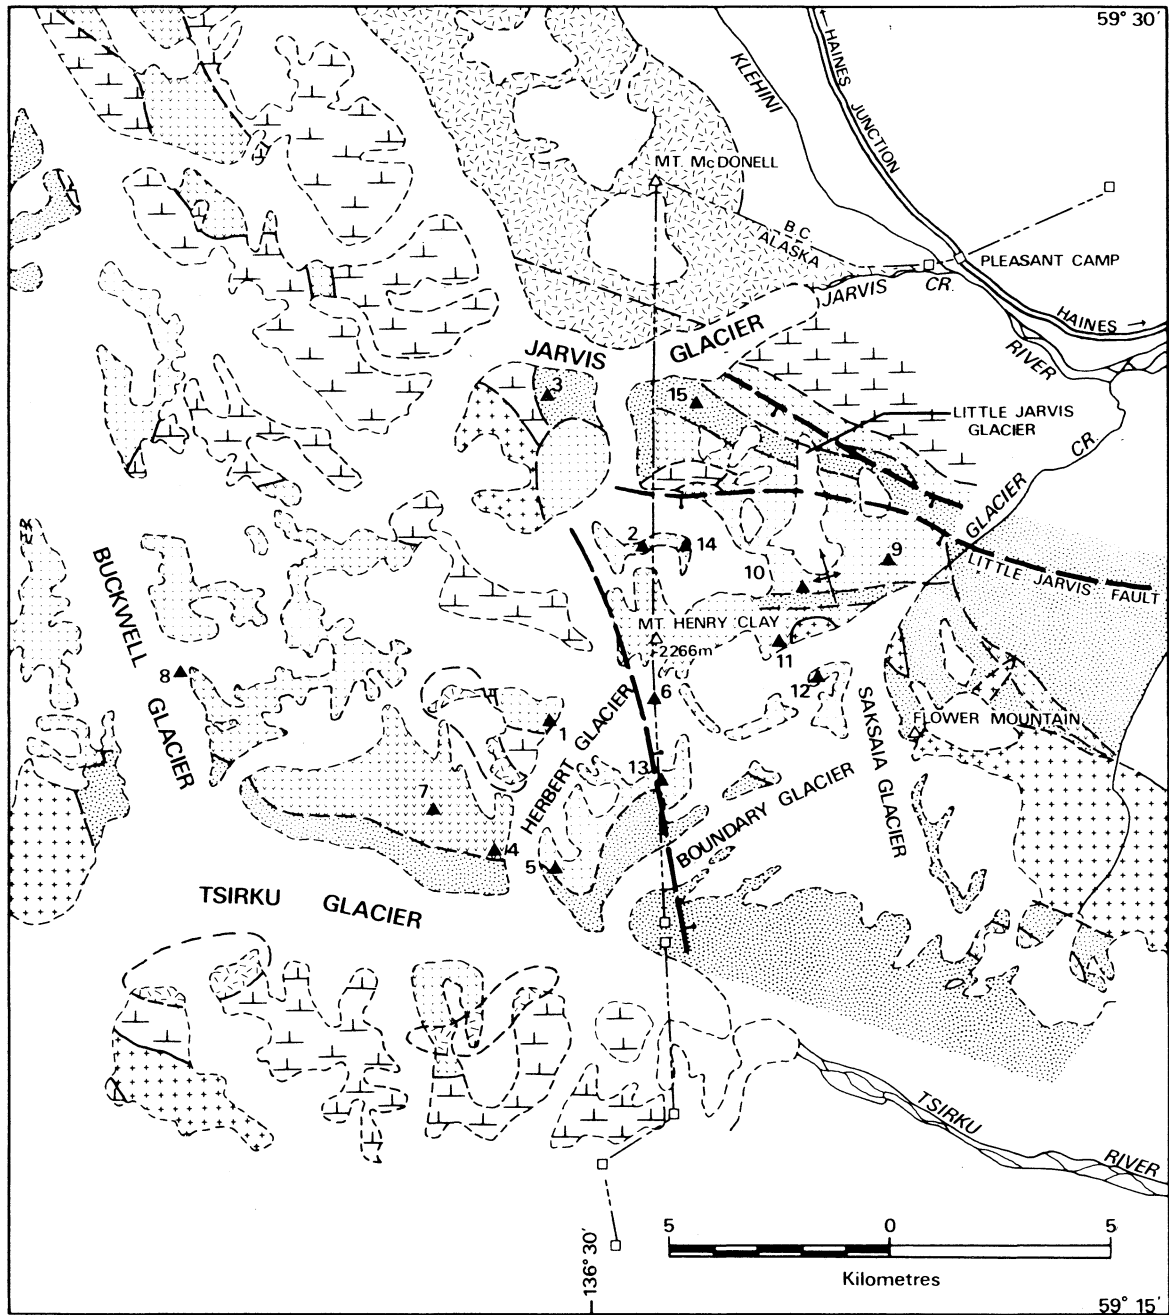 59° 30′
HAINES JUNCTION
KLEHINI
MT. McDONELL
B.C.
ALASKA
PLEASANT CAMP
JARVIS CR.
HAINES
RIVER
JARVIS GLACIER
3
15
LITTLE JARVIS
GLACIER
GLACIER CR.
2
14
9
10
LITTLE JARVIS FAULT
BUCKWELL GLACIER
MT. HENRY CLAY
2266m
11
8
6
12
1
HERBERT GLACIER
SAKSAIA GLACIER
FLOWER MOUNTAIN
13
7
BOUNDARY GLACIER
4
5
TSIRKU GLACIER
TSIRKU RIVER
136° 30′
5 0 5
Kilometres
59° 15′